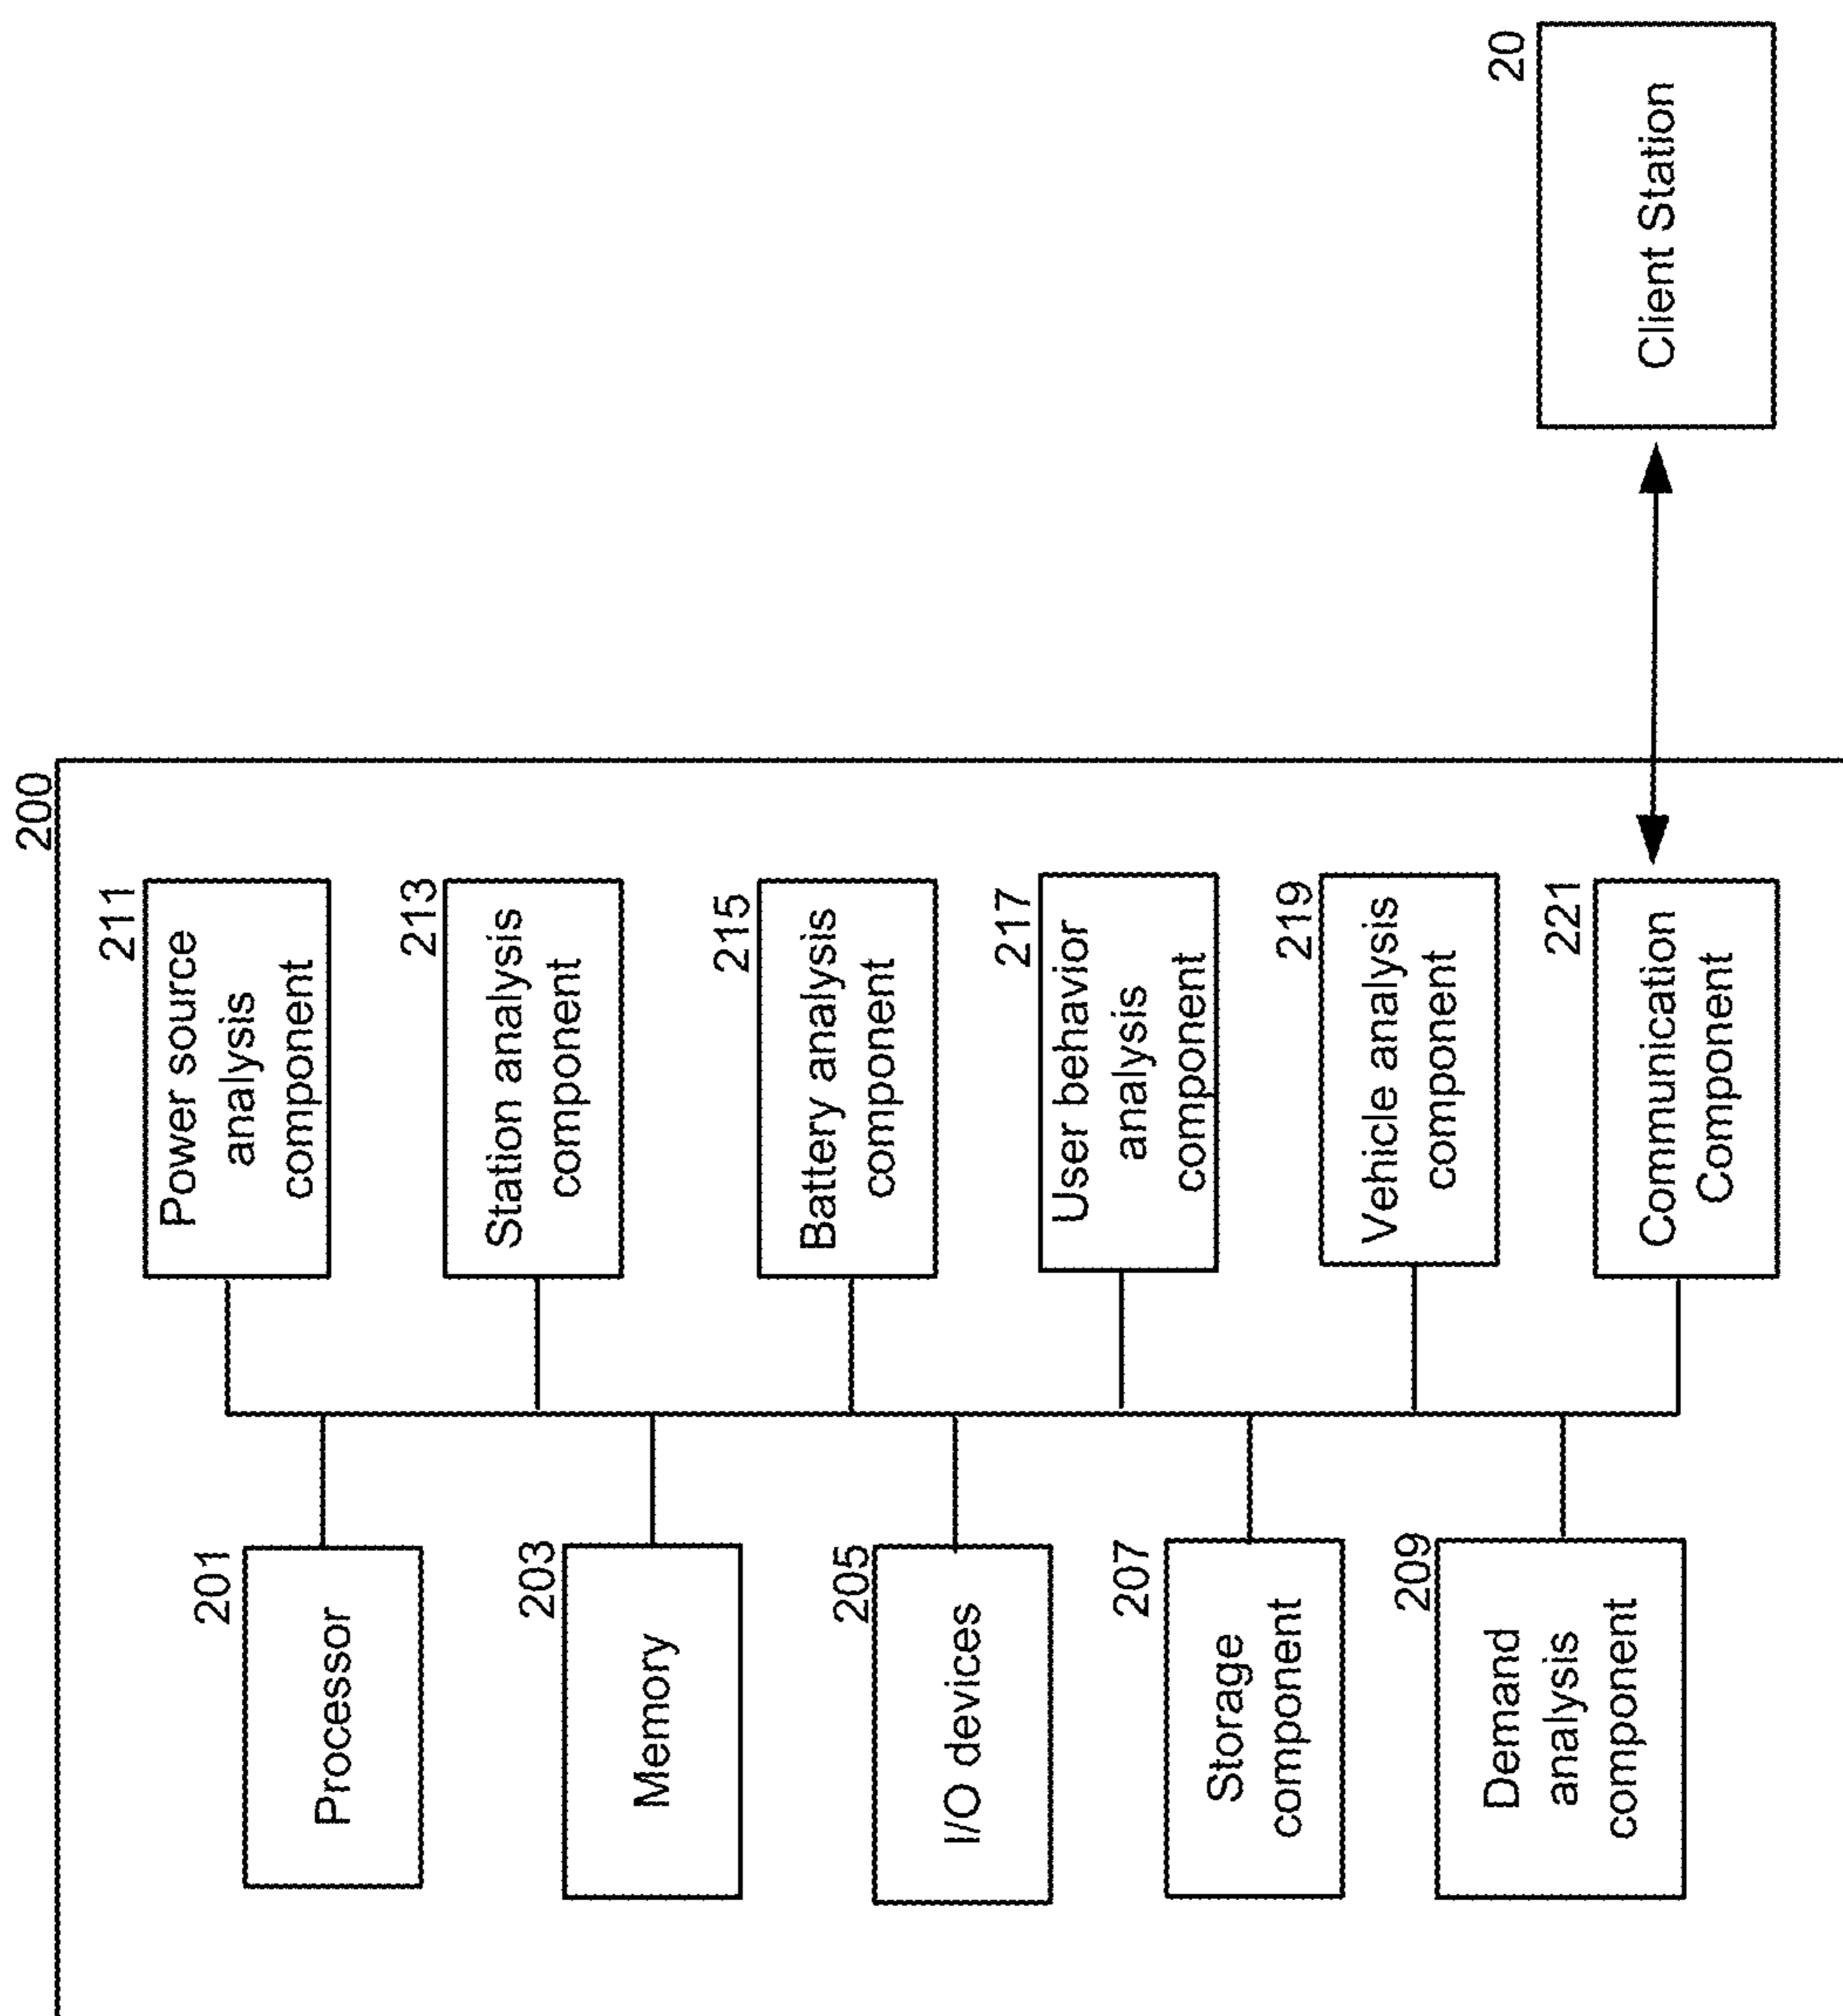 200
201
Processor
203
Memory
205
I/O devices
207
Storage
component
209
Demand
analysis
component
211
Power source
analysis
component
213
Station analysis
component
215
Battery analysis
component
217
User behavior
analysis
component
219
Vehicle analysis
component
221
Communication
Component
20
Client Station